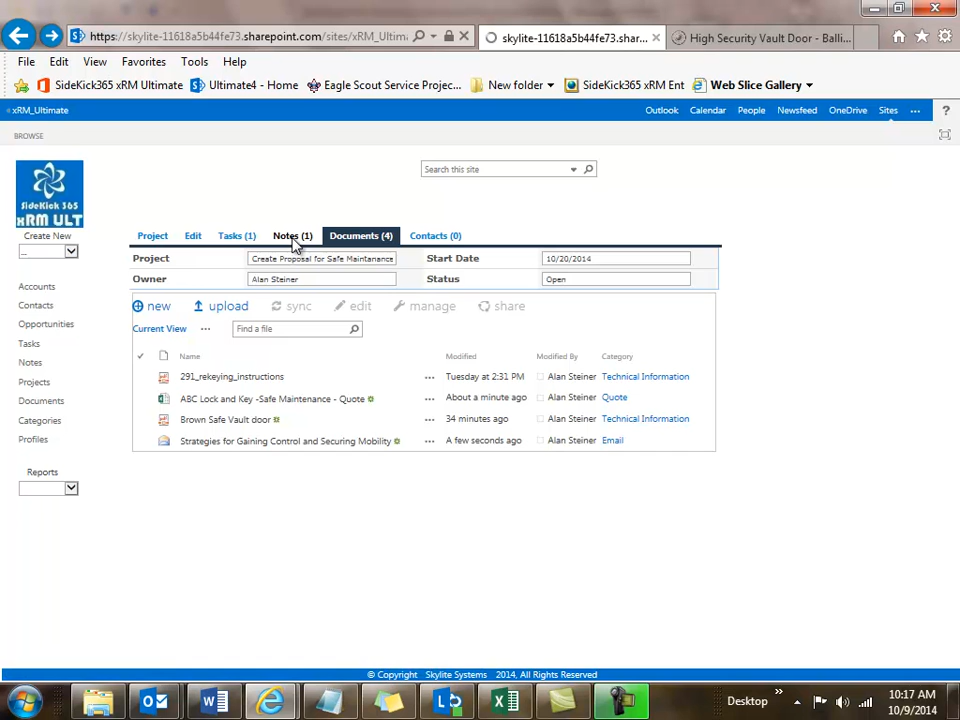 https://skylite-11618a5b44fe73.sharepoint.com/sites/xRM_Ultima
skylite-11618a5b44fe73.shar...
High Security Vault Door - Balli...
File Edit View Favorites Tools Help
SideKick365 xRM Ultimate
Ultimate4 - Home
Eagle Scout Service Projec...
New folder
SideKick365 xRM Ent
Web Slice Gallery
xRM_Ultimate
Outlook Calendar People Newsfeed OneDrive Sites ... ?
BROWSE
SideKick 365
xRM ULT
Search this site
Create New
_
Project Edit Tasks (1) Notes (1) Documents (4) Contacts (0)
Project Create Proposal for Safe Maintanance Start Date 10/20/2014
Owner Alan Steiner Status Open
new upload sync edit manage share
Current View ... Find a file
Name Modified Modified By Category
291_rekeying_instructions ... Tuesday at 2:31 PM Alan Steiner Technical Information
ABC Lock and Key -Safe Maintenance - Quote ... About a minute ago Alan Steiner Quote
Brown Safe Vault door ... 34 minutes ago Alan Steiner Technical Information
Strategies for Gaining Control and Securing Mobility ... A few seconds ago Alan Steiner Email
Accounts
Contacts
Opportunities
Tasks
Notes
Projects
Documents
Categories
Profiles
Reports
© Copyright Skylite Systems 2014, All Rights Reserved
Desktop
10:17 AM
10/9/2014